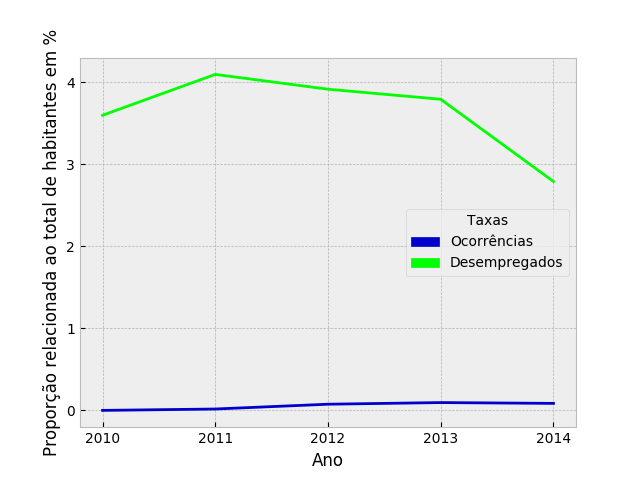 Proporção relacionada ao total de habitantes em %
4
3
2
1
0
Taxas
Ocorrências
Desempregados
2010 2011 2012 2013 2014
Ano